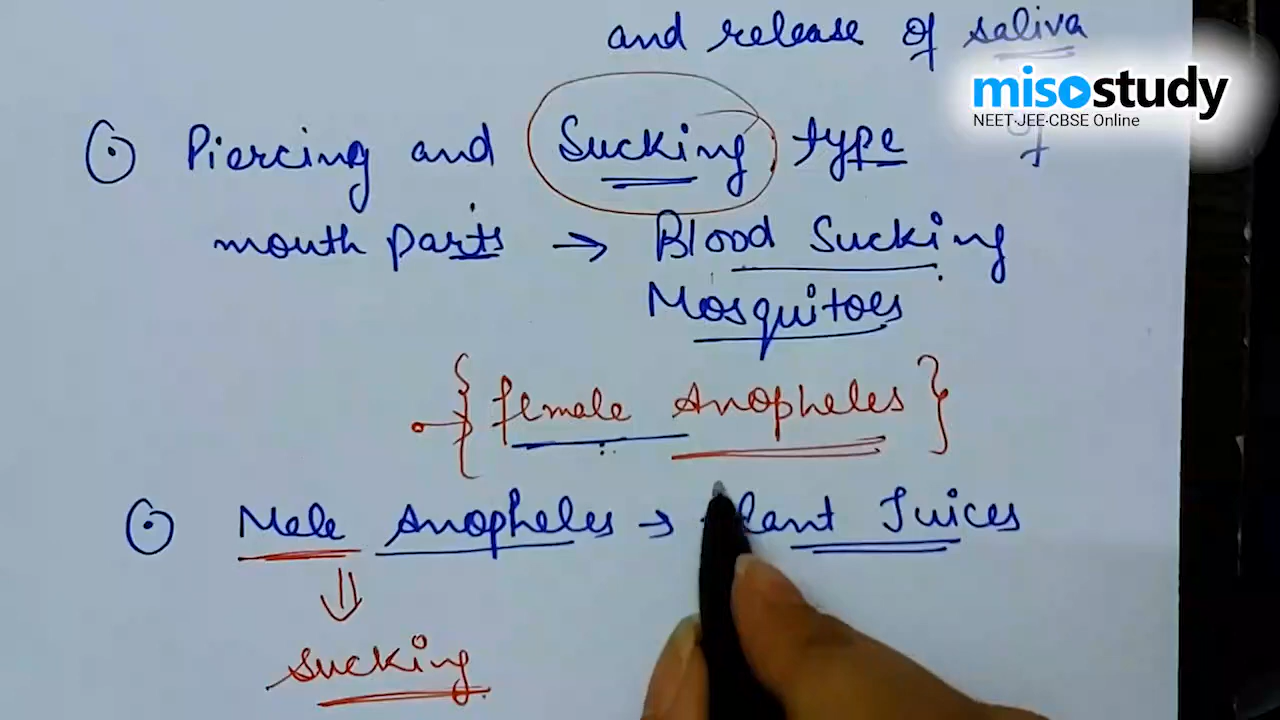 and release of saliva
misostudy
NEET-JEE-CBSE Online
⊙ Piercing and Sucking type of
mouth parts → Blood Sucking
Mosquitoes
{female Anopheles}
⊙ Male Anopheles → Plant Juices
⇓
Sucking